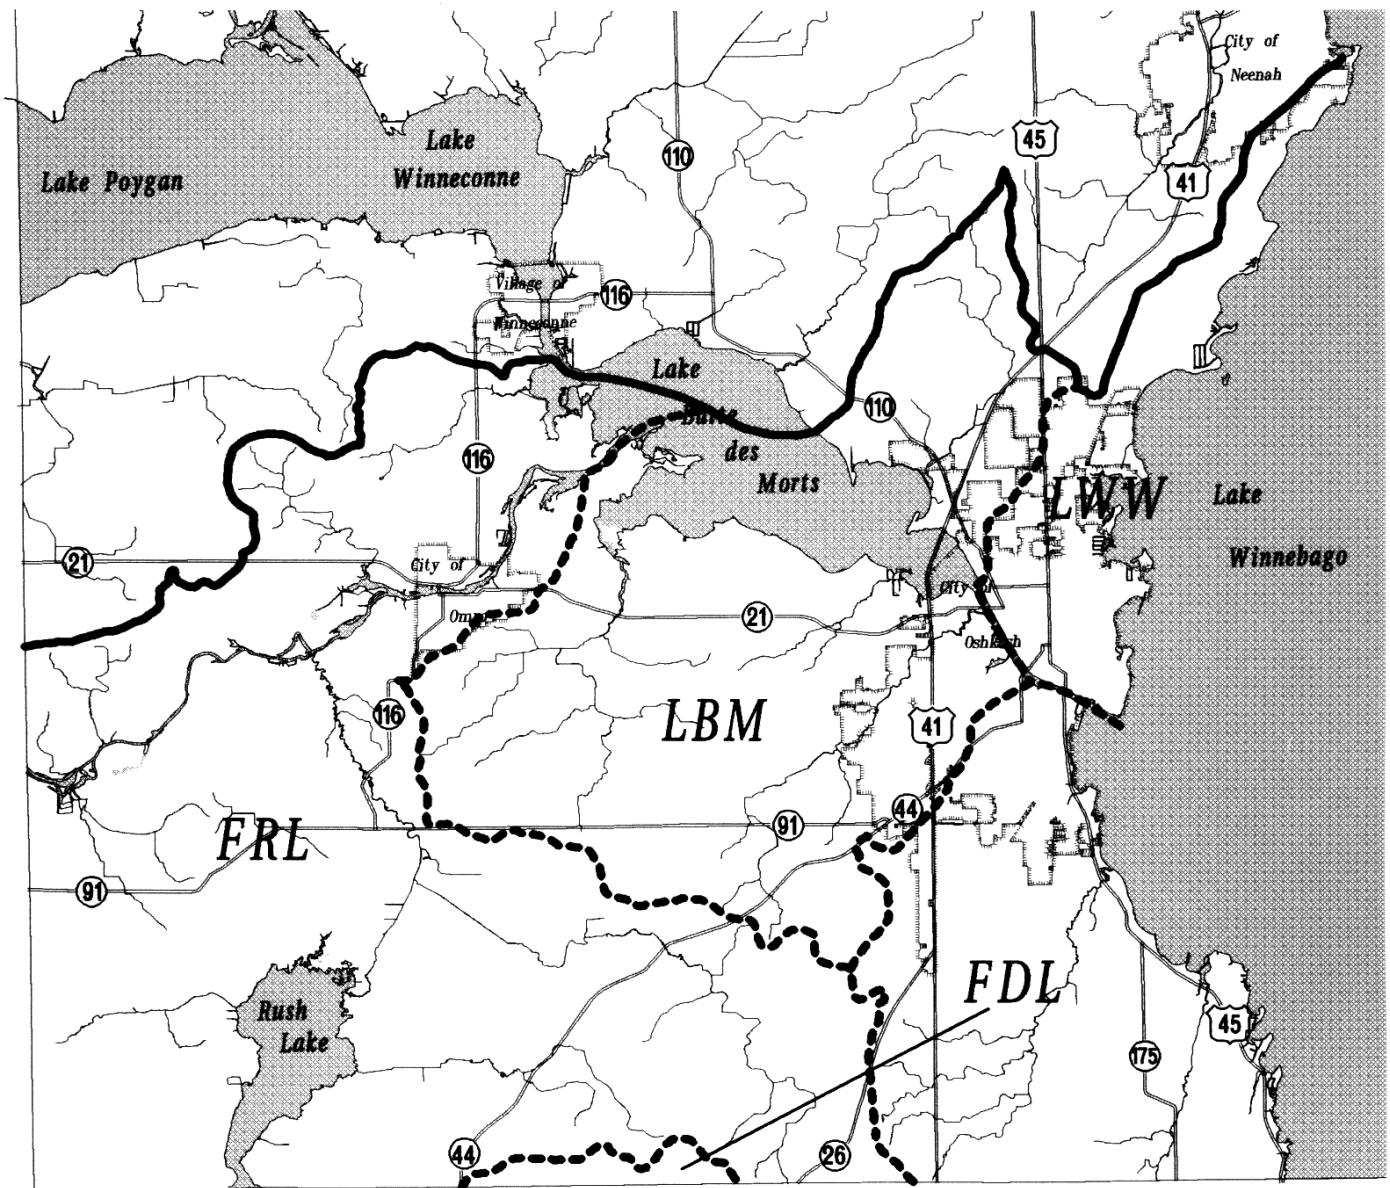 City of
Neenah
45
110
Lake
Winneconne
Lake Poygan
41
Village of
116
Winneconne
Lake
Butte
110
des
116
Morts
LWW
Lake
Winnebago
21
City of
City of
Omro
21
Oshkosh
116
LBM
41
44
91
FRL
91
FDL
Rush
Lake
45
175
44
26